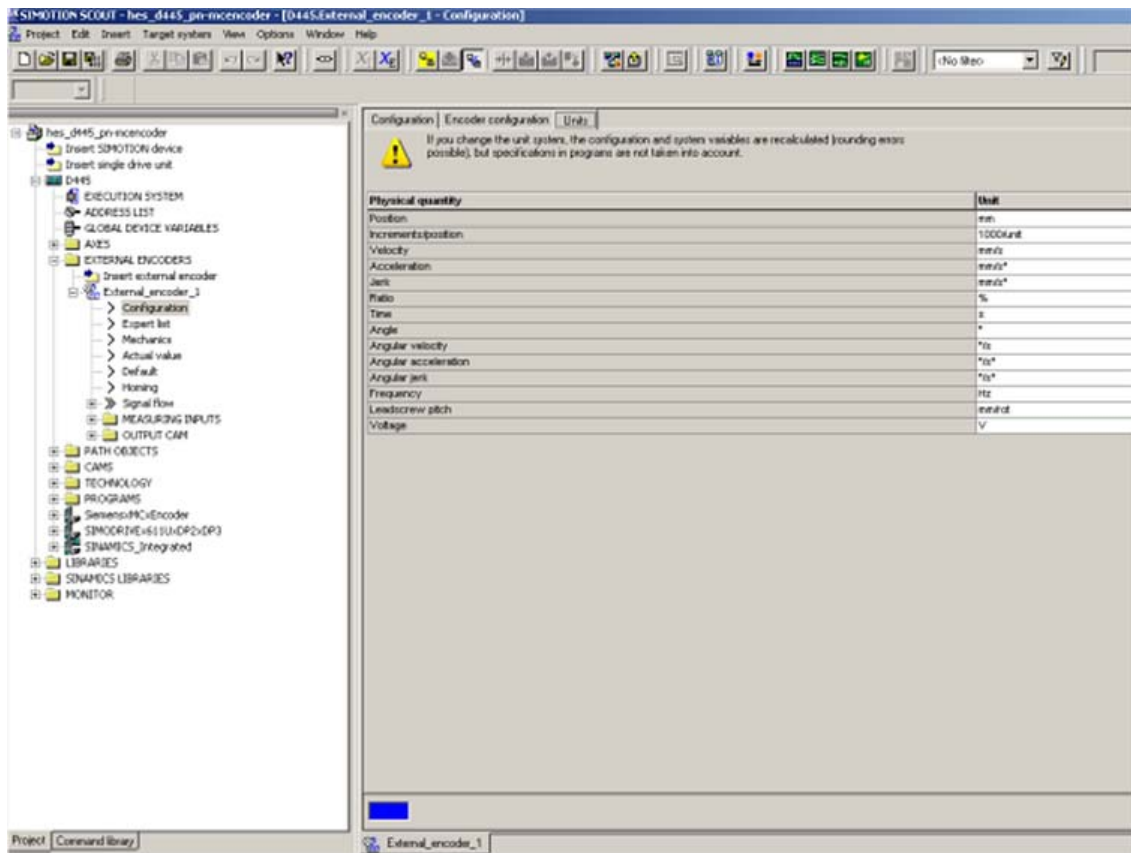 SIMOTION SCOUT - hes_d445_pn-mcencoder - [D445.External_encoder_1 - Configuration]
Project Edit Insert Target system View Options Window Help
<No filter>
hes_d445_pn-mcencoder
Insert SIMOTION device
Insert single drive unit
D445
EXECUTION SYSTEM
ADDRESS LIST
GLOBAL DEVICE VARIABLES
AXES
EXTERNAL ENCODERS
Insert external encoder
External_encoder_1
Configuration
Expert list
Mechanics
Actual value
Default
Homing
Signal flow
MEASURING INPUTS
OUTPUT CAM
PATH OBJECTS
CAMS
TECHNOLOGY
PROGRAMS
SiemensxMCxEncoder
SIMODRIVEx611UxDP2xDP3
SINAMICS_Integrated
LIBRARIES
SINAMICS LIBRARIES
MONITOR
Project Command library
Configuration Encoder configuration Units
If you change the unit system, the configuration and system variables are recalculated (rounding errors
possible), but specifications in programs are not taken into account.
Physical quantity Unit
Position mm
Increments/position 1000/unit
Velocity mm/s
Acceleration
Jerk
Ratio %
Time s
Angle °
Angular velocity °/s
Angular acceleration
Angular jerk
Frequency Hz
Leadscrew pitch mm/rot
Voltage V
External_encoder_1